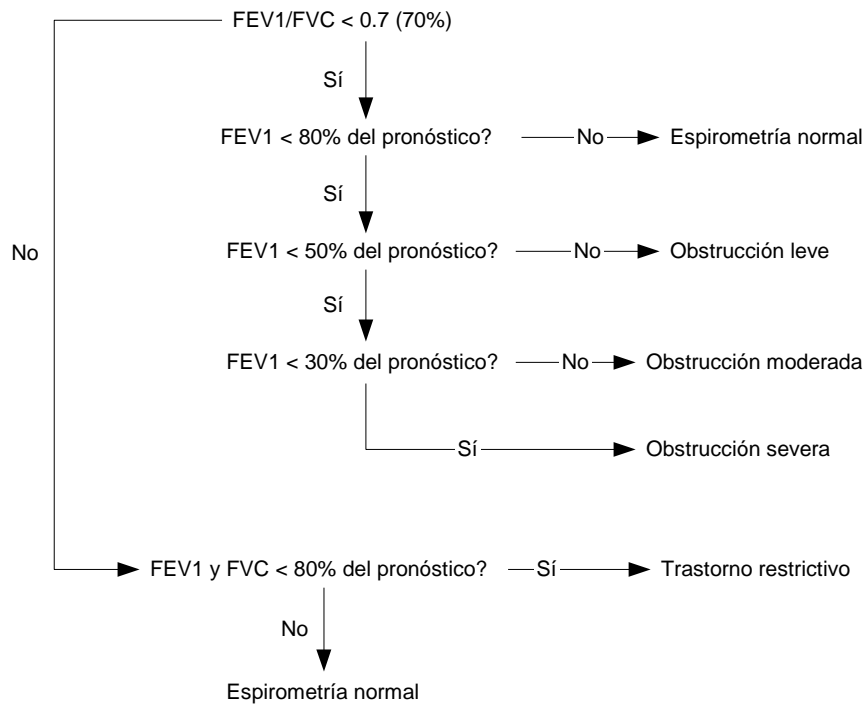 FEV1/FVC < 0.7 (70%)
Sí
FEV1 < 80% del pronóstico?
No
Espirometría normal
Sí
No
FEV1 < 50% del pronóstico?
No
Obstrucción leve
Sí
FEV1 < 30% del pronóstico?
No
Obstrucción moderada
Sí
Obstrucción severa
FEV1 y FVC < 80% del pronóstico?
Sí
Trastorno restrictivo
No
Espirometría normal